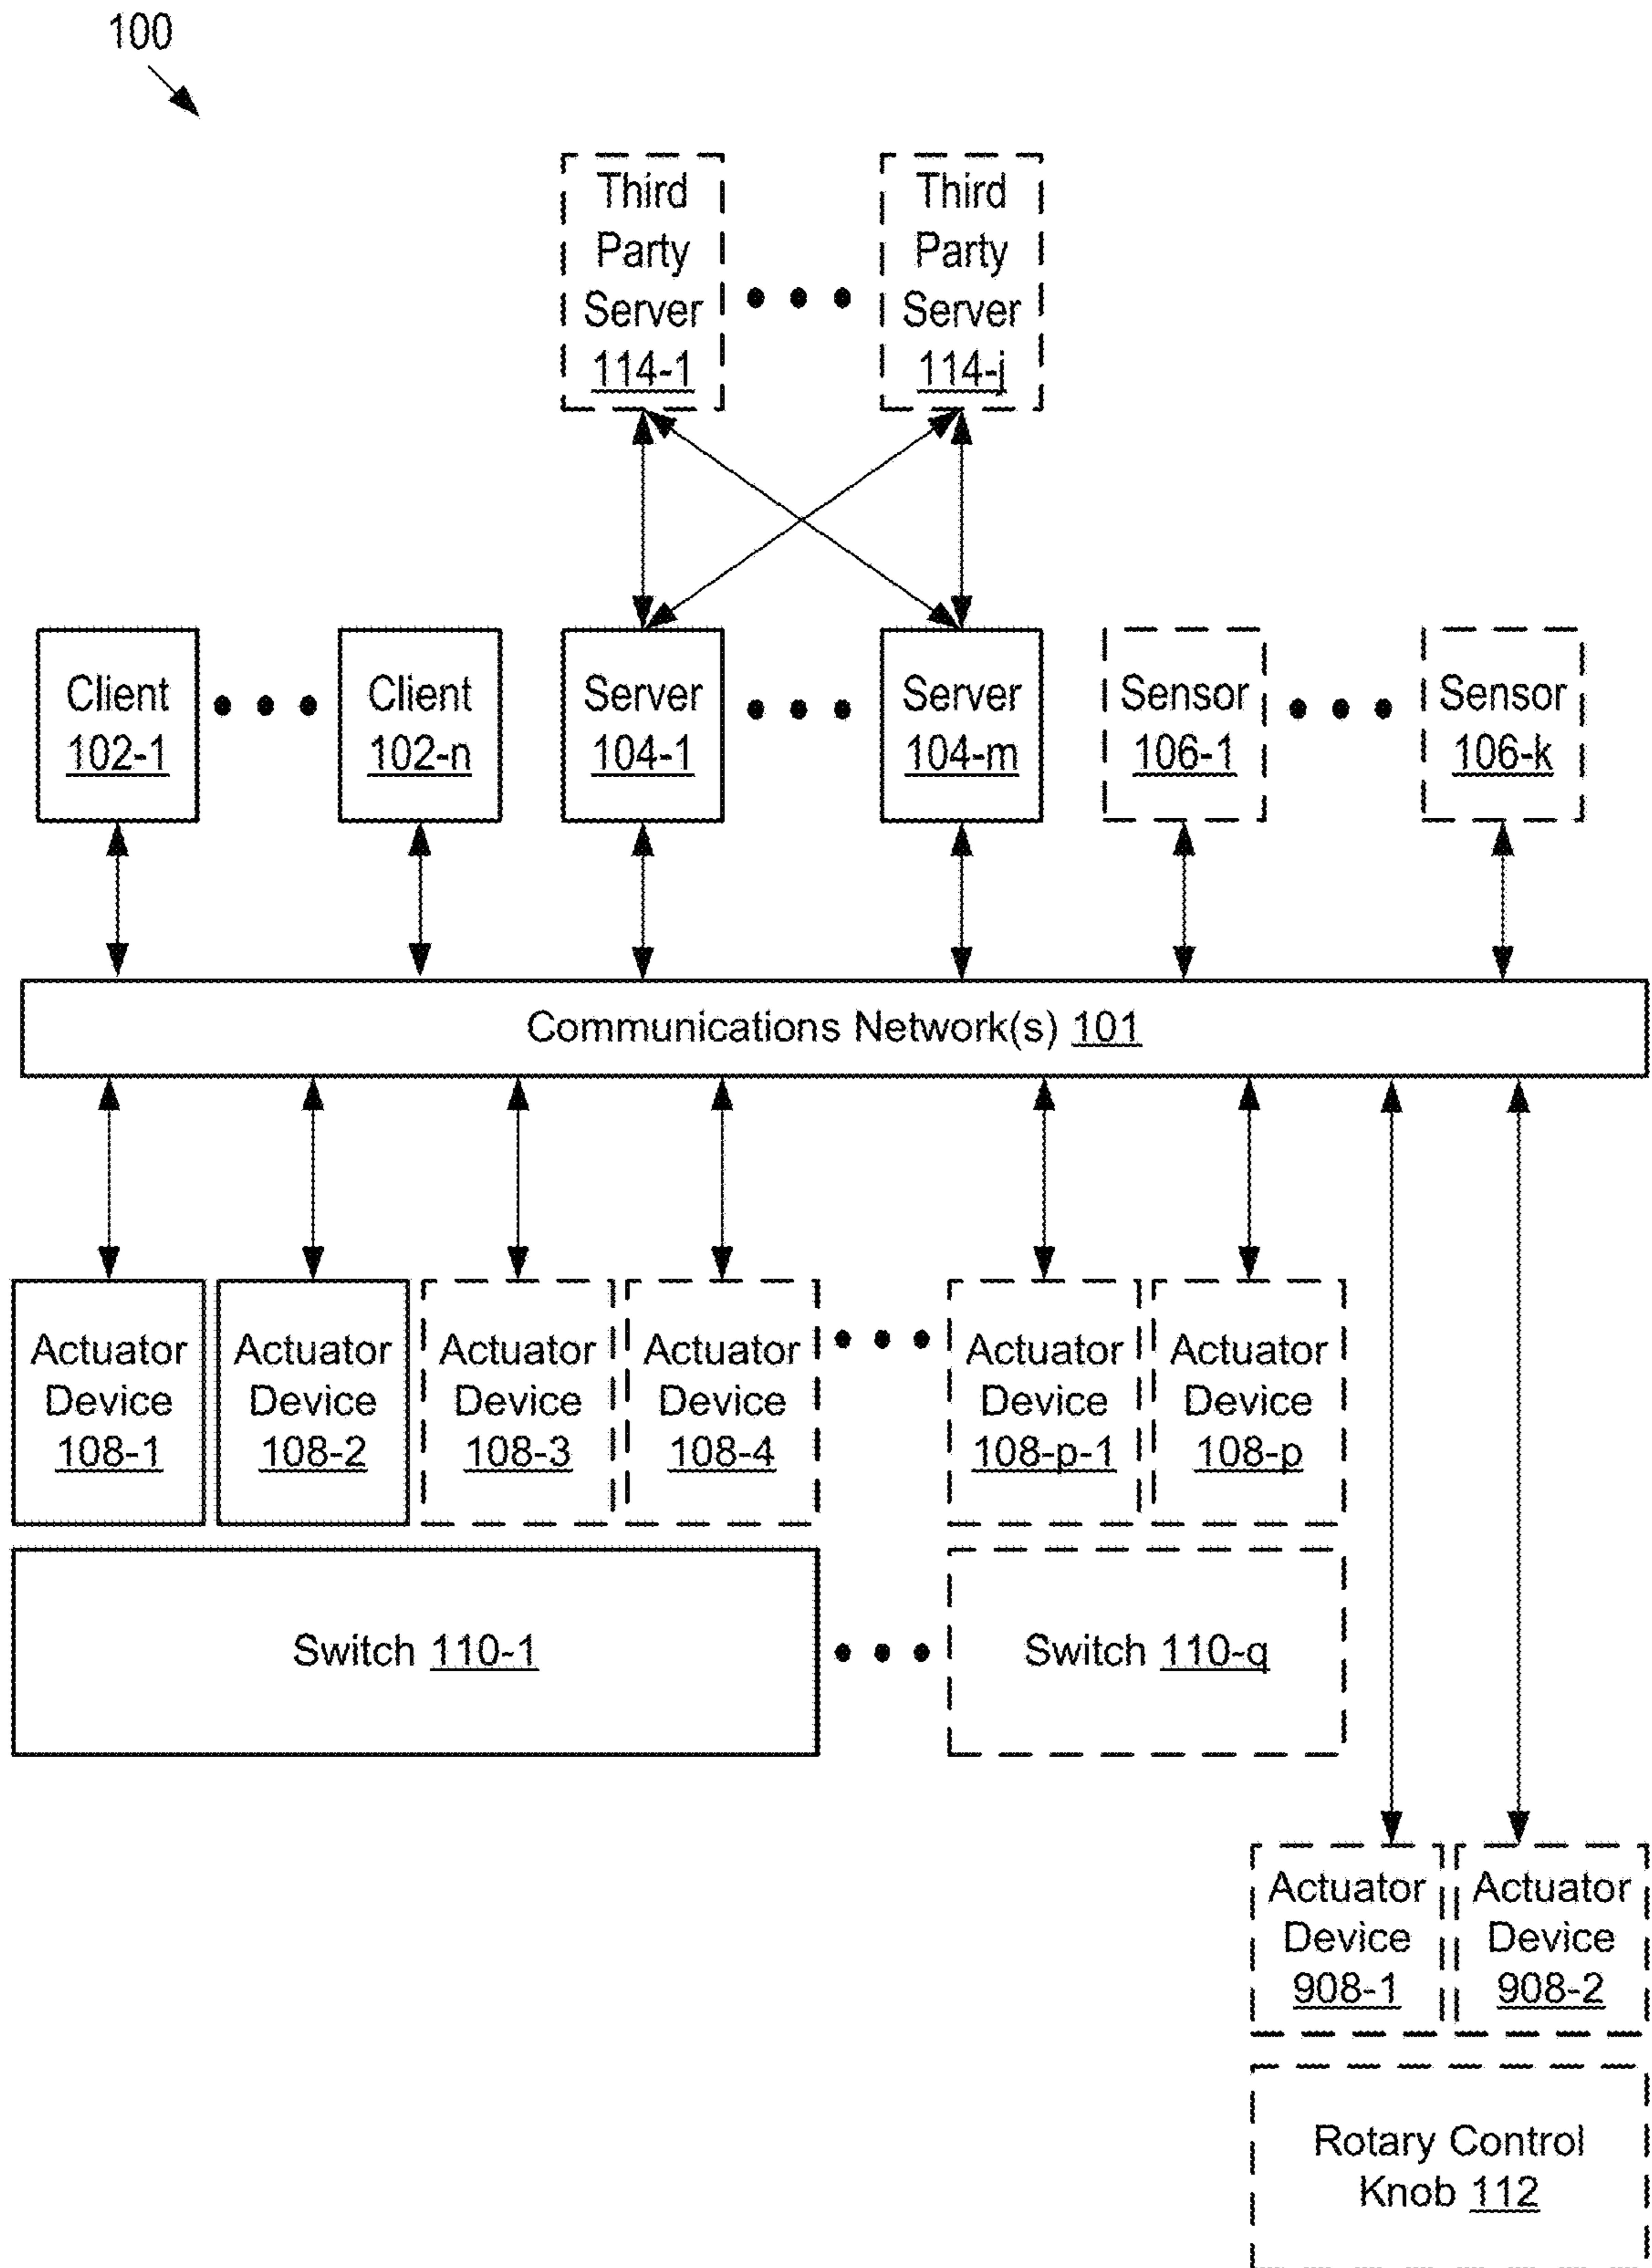 100
Third
Party
Server
114-1
Third
Party
Server
114-j
Client
102-1
Client
102-n
Server
104-1
Server
104-m
Sensor
106-1
Sensor
106-k
Communications Network(s) 101
Actuator
Device
108-1
Actuator
Device
108-2
Actuator
Device
108-3
Actuator
Device
108-4
Actuator
Device
108-p-1
Actuator
Device
108-p
Switch 110-1
Switch 110-q
Actuator
Device
908-1
Actuator
Device
908-2
Rotary Control
Knob 112